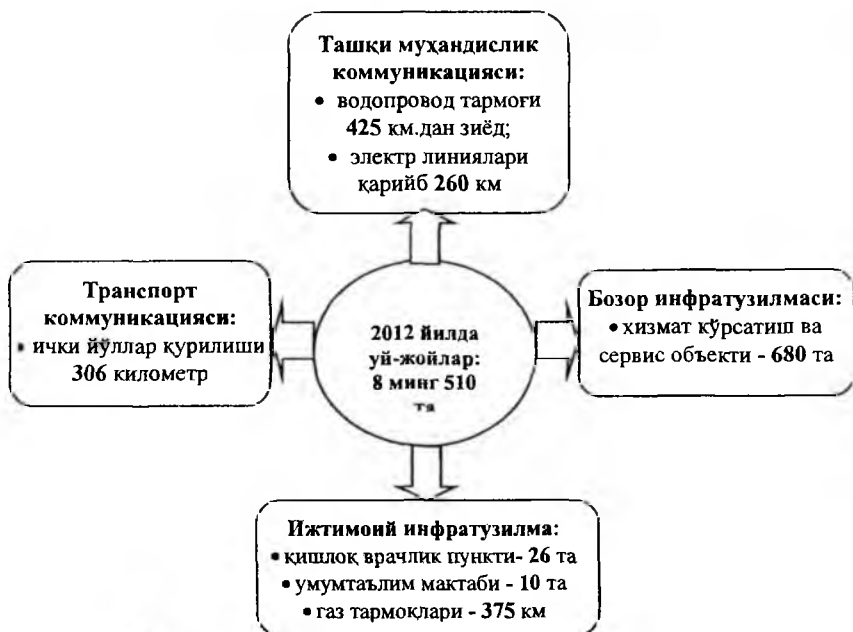 Ташқи муҳандислик
коммуникацияси:
• водопровод тармоғи
425 км.дан зиёд;
• электр линиялари
қарийб 260 км
Транспорт
коммуникацияси:
• ички йўллар қурилиши
306 километр
2012 йилда
уй-жойлар:
8 минг 510
та
Бозор инфратузилмаси:
• хизмат кўрсатиш ва
сервис объекти - 680 та
Ижтимоий инфратузилма:
• қишлоқ врачлик пункти- 26 та
• умумтаълим мактаби - 10 та
• газ тармоқлари - 375 км